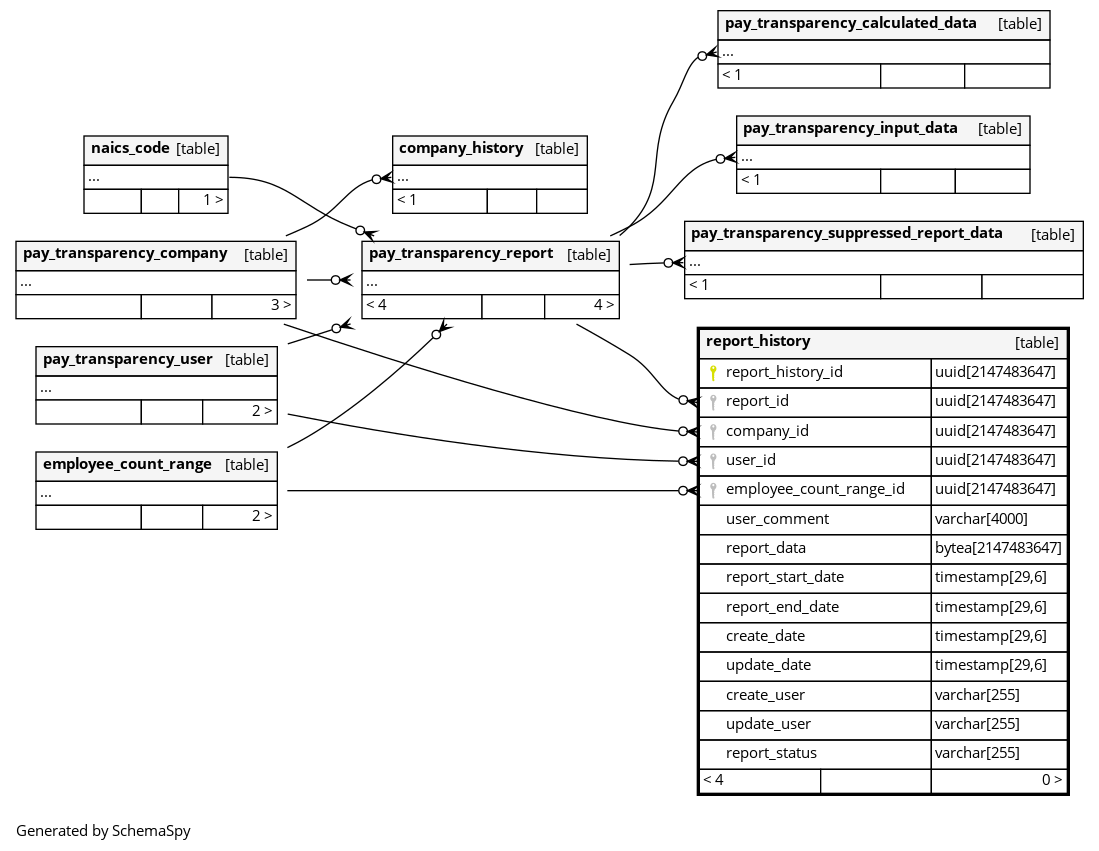 pay_transparency_calculated_data [table]
...
< 1
pay_transparency_input_data [table]
...
< 1
naics_code [table]
...
1 >
company_history [table]
...
< 1
pay_transparency_suppressed_report_data [table]
...
< 1
pay_transparency_company [table]
...
3 >
pay_transparency_report [table]
...
< 4 4 >
pay_transparency_user [table]
...
2 >
employee_count_range [table]
...
2 >
report_history [table]
report_history_id uuid[2147483647]
report_id uuid[2147483647]
company_id uuid[2147483647]
user_id uuid[2147483647]
employee_count_range_id uuid[2147483647]
user_comment varchar[4000]
report_data bytea[2147483647]
report_start_date timestamp[29,6]
report_end_date timestamp[29,6]
create_date timestamp[29,6]
update_date timestamp[29,6]
create_user varchar[255]
update_user varchar[255]
report_status varchar[255]
< 4 0 >
Generated by SchemaSpy